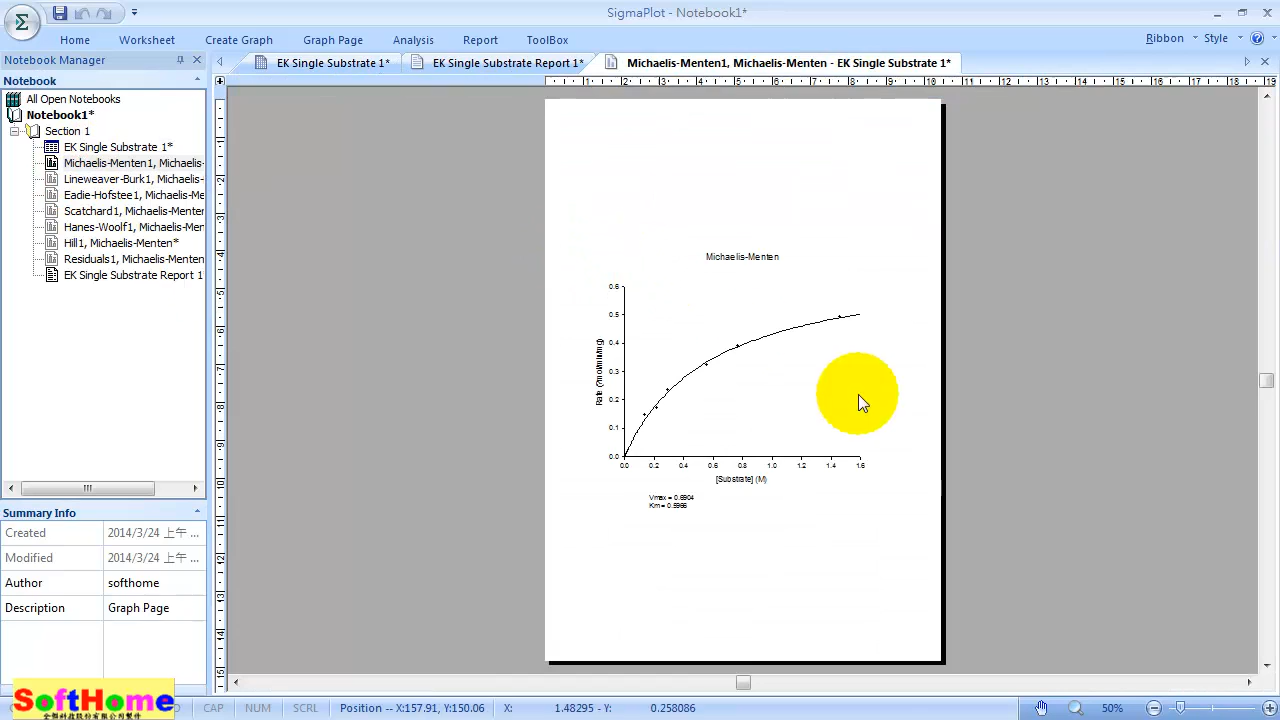 SigmaPlot - Notebook1*
Home Worksheet Create Graph Graph Page Analysis Report ToolBox Ribbon Style
Notebook Manager
EK Single Substrate 1* EK Single Substrate Report 1* Michaelis-Menten1, Michaelis-Menten - EK Single Substrate 1*
Notebook
All Open Notebooks
Notebook1*
Section 1
EK Single Substrate 1*
Michaelis-Menten1, Michaelis-
Lineweaver-Burk1, Michaelis-
Eadie-Hofstee1, Michaelis-Me
Scatchard1, Michaelis-Menter
Hanes-Woolf1, Michaelis-Mer
Hill1, Michaelis-Menten*
Residuals1, Michaelis-Menten
EK Single Substrate Report 1
Michaelis-Menten
0.6
0.5
0.4
0.3
0.2
0.1
0.0
0.0 0.2 0.4 0.6 0.8 1.0 1.2 1.4 1.6
[Substrate] (M)
Vmax = 0.6904
Km = 0.5966
Summary Info
Created 2014/3/24 上午 ...
Modified 2014/3/24 上午 ...
Author softhome
Description Graph Page
SoftHome
CAP NUM SCRL Position -- X:157.91, Y:150.06 X: 1.48295 - Y: 0.258086 50%